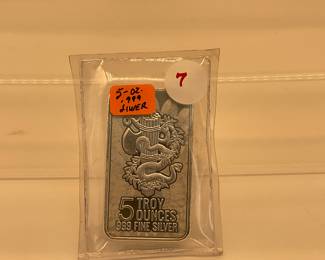 5-OZ.
.999
SILVER
7
5 TROY
OUNCES
999 FINE SILVER